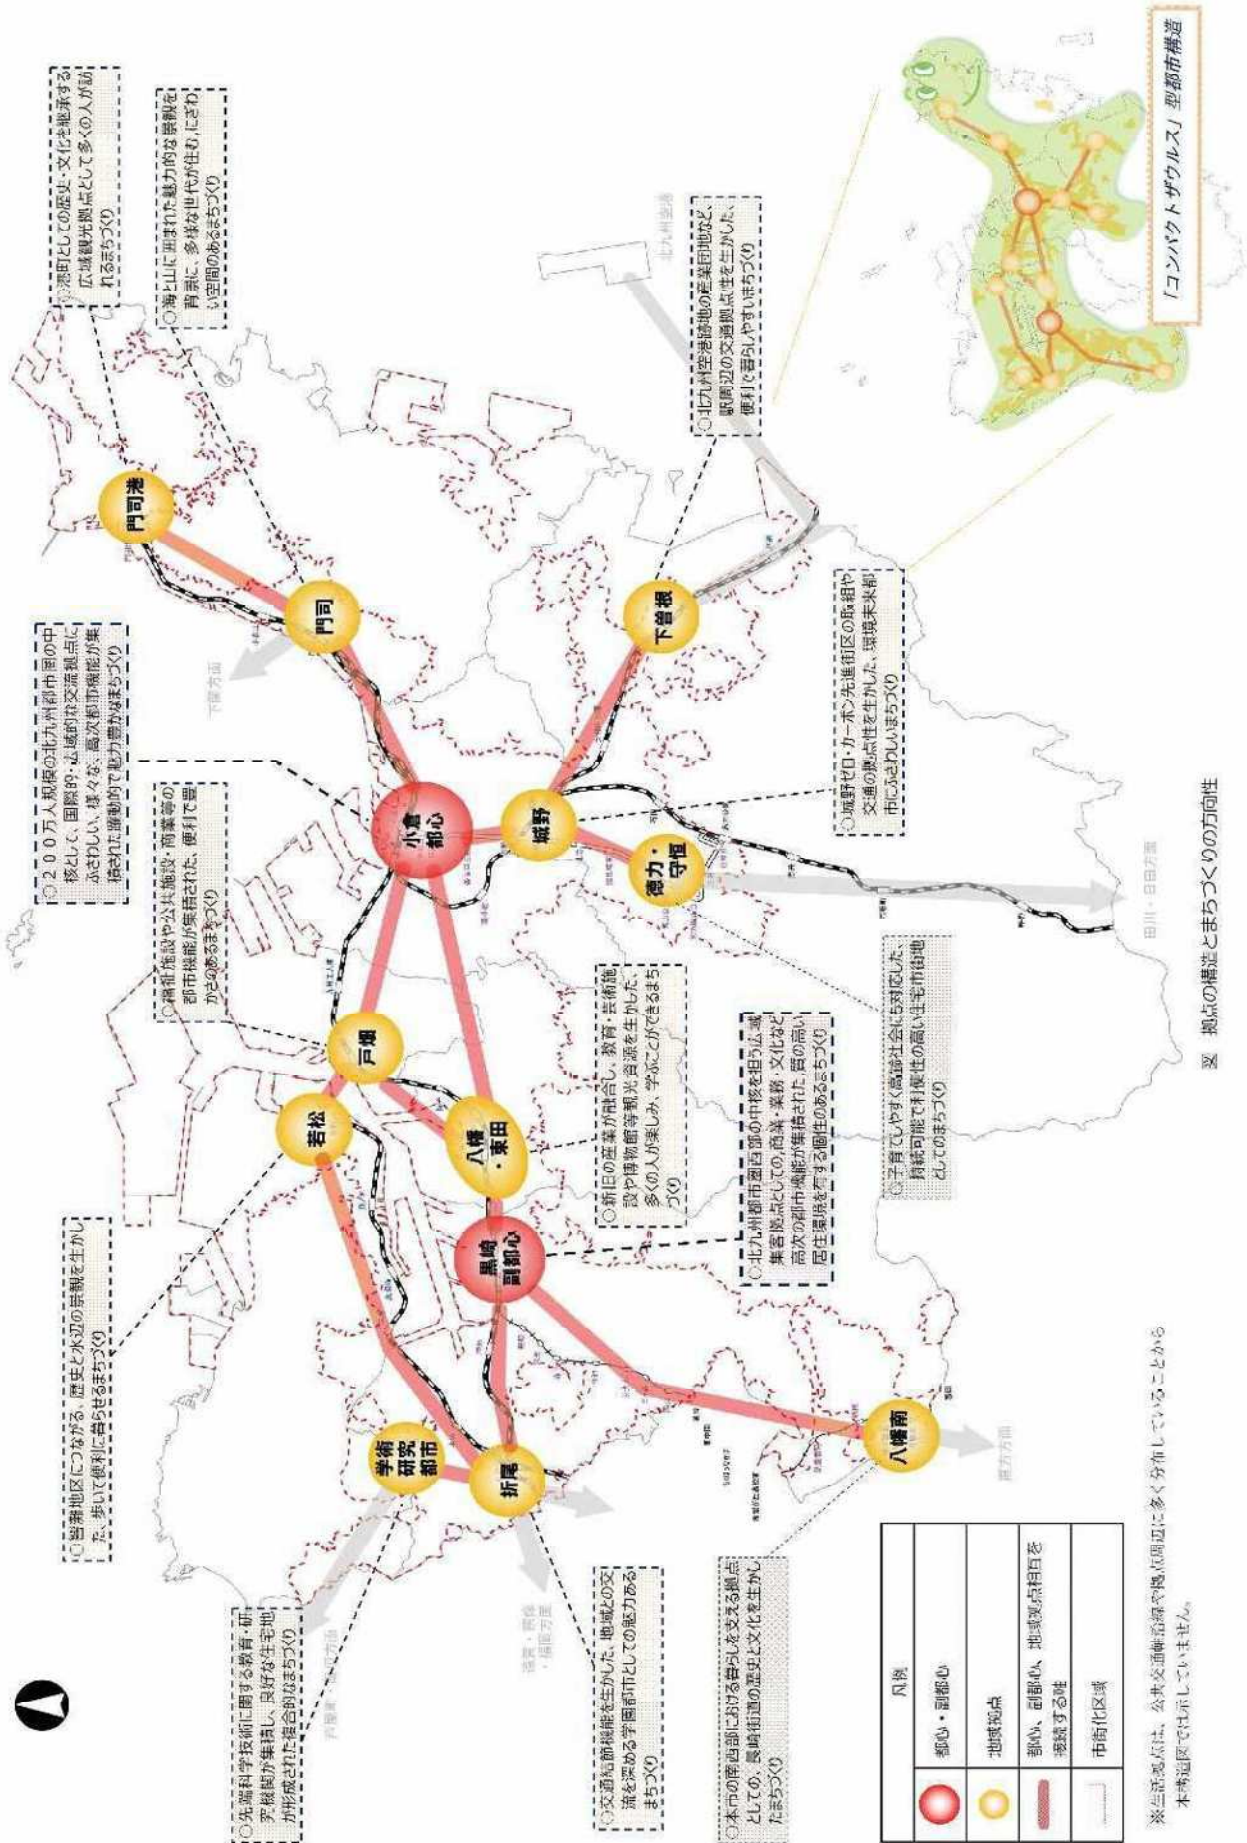 ○港町としての歴史・文化を継承する
広域観光拠点として多くの人が訪
れるまちづくり
○海と山に囲まれた魅力的な景観を
背景に、多様な世代が住む、にぎわ
い空間のあるまちづくり
○２００万人規模の北九州都市圏の中
核として、国際的・広域的な交流拠点に
ふさわしい、様々な、高次都市機能が集
積された躍動的で魅力豊かなまちづくり
○福祉施設や公共施設・商業等の
都市機能が集積された、便利で豊
かさのあるまちづくり
○皆瀬地区につながる、歴史と水辺の景観を生かし
た、歩いて便利に暮らせるまちづくり
○先端科学技術に関する教育・研
究機関が集積し、良好な住宅地
が形成された複合的なまちづくり
門司港
門司
下関方面
小倉
都心
戸畑
若松
八幡
・東田
黒崎
副都心
学術
研究
都市
折尾
八幡南
城野
徳力・
守恒
下曽根
北九州空港
田川・日田方面
直方方面
○北九州空港跡地の産業団地など、
駅周辺の交通拠点性を生かした、
便利で暮らしやすいまちづくり
○城野ゼロ・カーボン先進街区の取組や
交通の拠点性を生かした、環境未来都
市にふさわしいまちづくり
○新旧の産業が融合し、教育・芸術施
設や博物館等観光資源を生かした、
多くの人が楽しみ、学ぶことができるまち
づくり
○北九州都市圏西部の中核を担う広域
集客拠点としての、商業・業務・文化など
高次の都市機能が集積された、質の高い
居住環境を有する個性のあるまちづくり
○子育てしやすく高齢社会にも対応した、
持続可能で利便性の高い住宅市街地
としてのまちづくり
○交通結節機能を生かした、地域との交
流を深める学園都市としての魅力ある
まちづくり
○本市の南西部における暮らしを支える拠点
としての、長崎街道の歴史と文化を生かし
たまちづくり
「コンパクトザウルス」型都市構造
凡例
都心・副都心
地域拠点
都心、副都心、地域拠点相互を
接続する軸
市街化区域
※生活拠点は、公共交通軸沿線や拠点周辺に多く分布していることから
本構造図では示していません。
図 拠点の構造とまちづくりの方向性